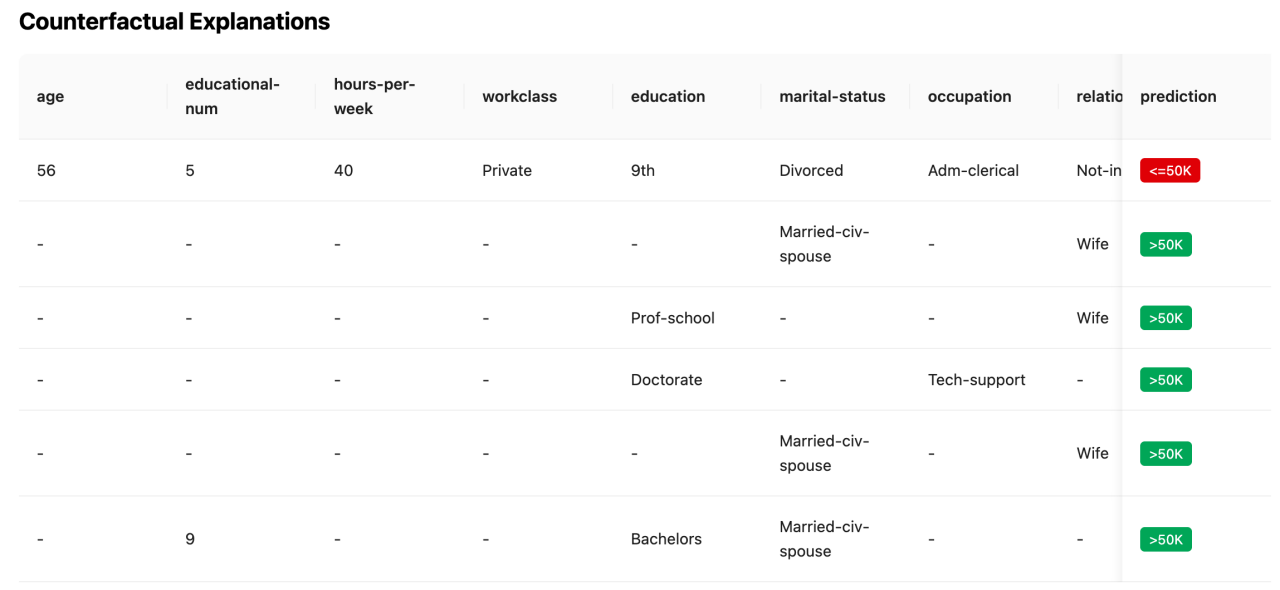 Counterfactual Explanations
age educational-num hours-per-week workclass education marital-status occupation relatio prediction
56 5 40 Private 9th Divorced Adm-clerical Not-in <=50K
- - - - - Married-civ-spouse - Wife >50K
- - - - Prof-school - - Wife >50K
- - - - Doctorate - Tech-support - >50K
- - - - - Married-civ-spouse - Wife >50K
- 9 - - Bachelors Married-civ-spouse - - >50K